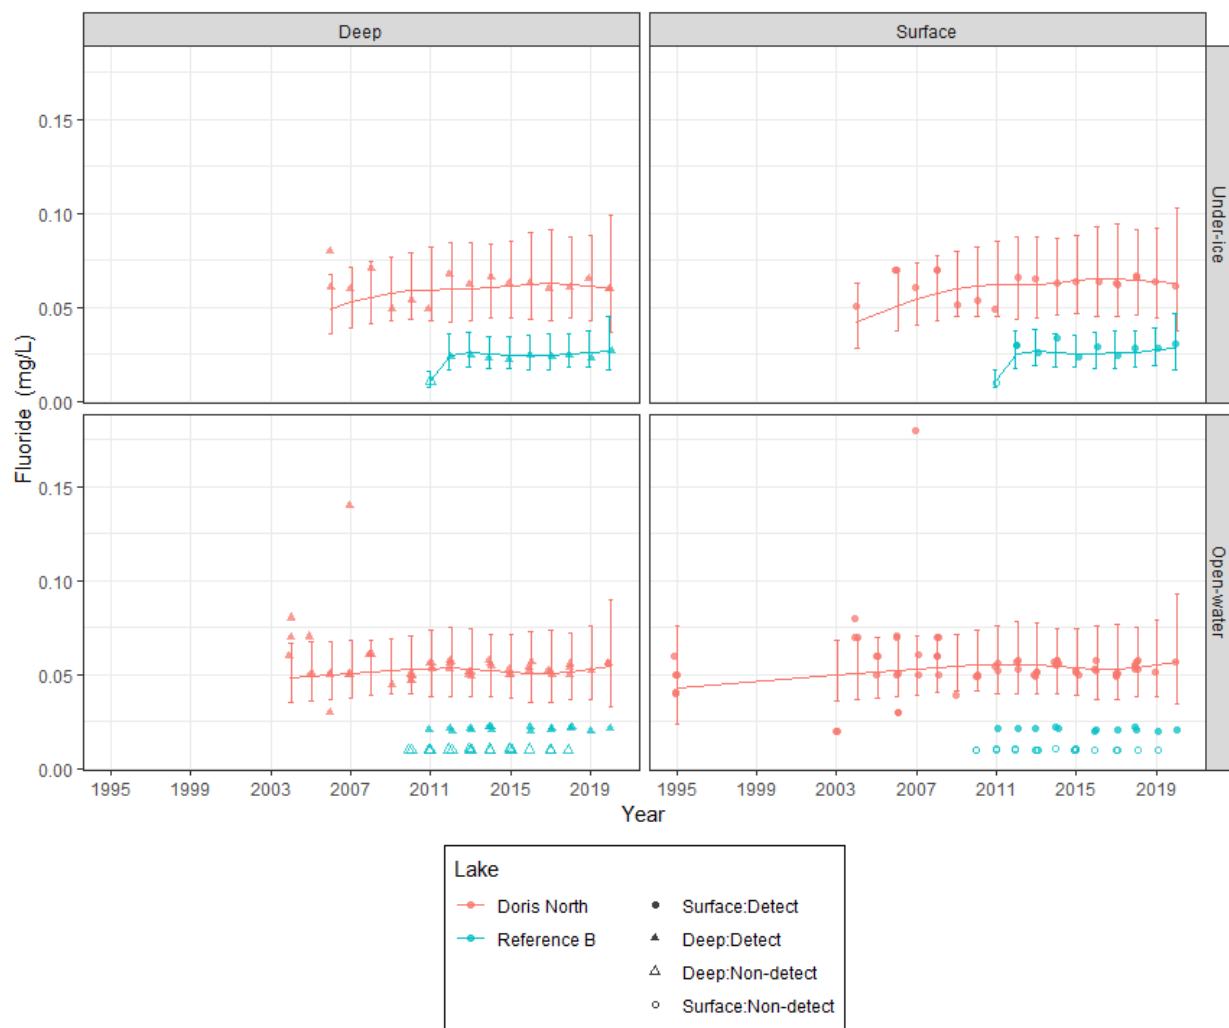 Deep Surface
0.15
0.10
0.05
0.00
Under-ice
Fluoride (mg/L)
0.15
0.10
0.05
0.00
Open-water
1995 1999 2003 2007 2011 2015 2019 1995 1999 2003 2007 2011 2015 2019
Year
Lake
Doris North Surface:Detect
Reference B Deep:Detect
Deep:Non-detect
Surface:Non-detect